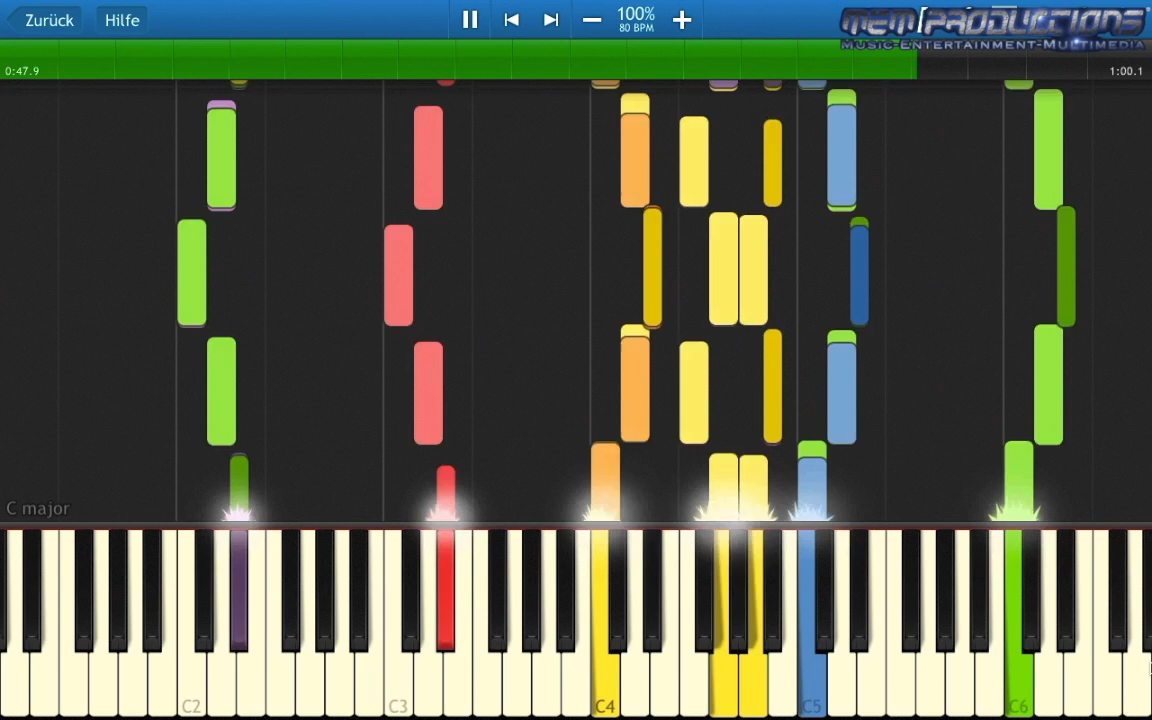 Zurück Hilfe
100%
80 BPM
MEM PRODUCTIONS
MUSIC-ENTERTAINMENT-MULTIMEDIA
0:47.9
1:00.1
C major
C2 C3 C4 C5 C6